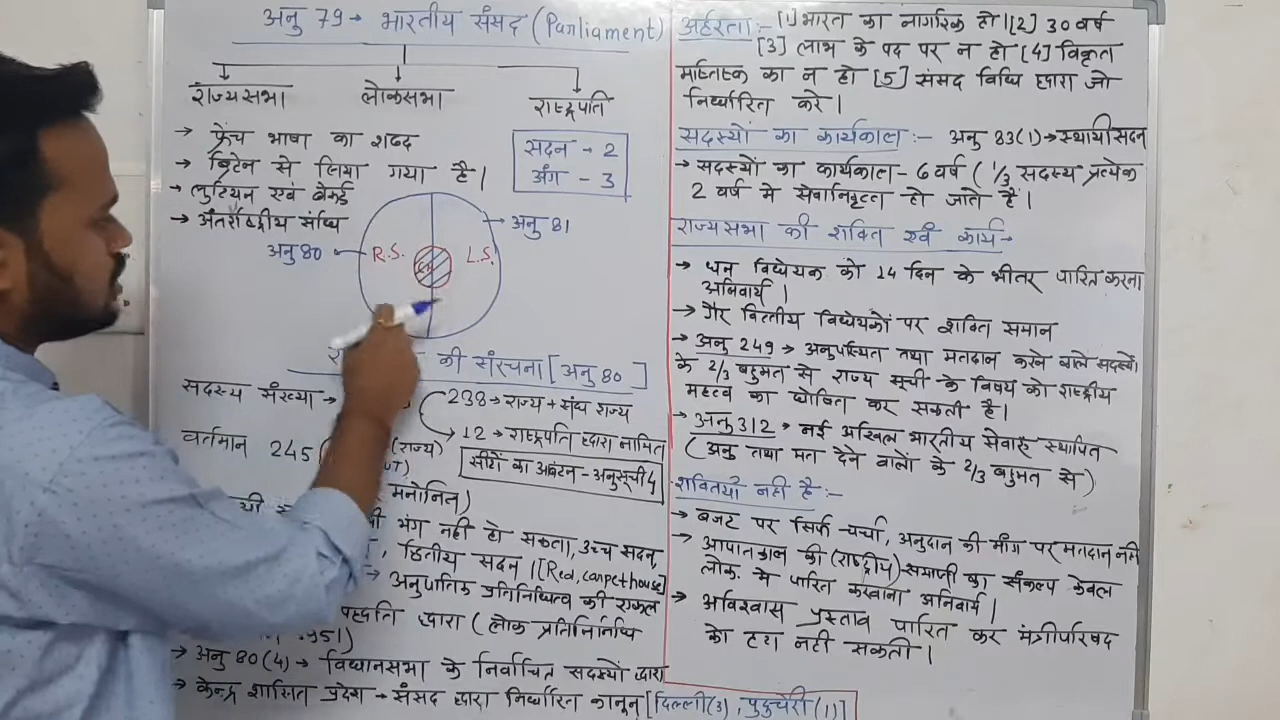 अनु 79→ भारतीय संसद (Parliament)
राज्यसभा
लोकसभा
राष्ट्रपति
→ फ्रेंच भाषा का शब्द
→ ब्रिटेन से लिया गया है।
→ लुटियन एवं बेकर्ड
→ अंतर्राष्ट्रीय संधि
सदन → 2
अंग - 3
अनु 80
R.S.
L.S.
अनु 81
की संरचना [अनु 80]
सदस्य संख्या →
238→ राज्य + संघ राज्य
12 → राष्ट्रपति द्वारा नामित
वर्तमान 245 (राज्य)
UT)
सीटों का आबंटन - अनुसूची 4
मनोनित)
भंग नहीं हो सकता, उच्च सदन,
द्वितीय सदन। [Red, carpet house]
→ अनुपातिक प्रतिनिधित्व की एकल
पद्दति द्वारा (लोक प्रतिनितिधि
1951)
→ अनु 80(4) → विधानसभा के निर्वाचित सदस्यों द्वारा
→ केन्द्र शासित प्रदेश → संसद द्वारा निर्धारित कानून [दिल्ली(3), पुदुचेरी(1)]
अर्हरता:- [1] भारत का नागरिक हो। [2] 30 वर्ष
[3] लाभ के पद पर न हो [4] विकृत
मष्तिष्क का न हो [5] संसद विधि द्वारा जो
निर्धारित करे।
सदस्यों का कार्यकाल:- अनु 83(1)→ स्थायी सदन
→ सदस्यों का कार्यकाल - 6 वर्ष ( 1/3 सदस्य प्रत्येक
2 वर्ष मे सेवानिवृत्त हो जाते है।
राज्यसभा की शक्ति एवं कार्य→
→ धन विधेयक को 14 दिन के भीतर पारित करना
अनिवार्य।
→ गैर वित्तीय विधेयकों पर शक्ति समान
→ अनु 249 → अनुपस्थित तथा मतदान करने वाले सदस्यों
के 2/3 बहुमत से राज्य सूची के विषय को राष्ट्रीय
महत्व का घोषित कर सकती है।
→ अनु 312 → नई अखिल भारतीय सेवाए स्थापित
(अनु तथा मत देने वालों के 2/3 बहुमत से)
शक्तियाँ नहीं है:-
→ बजट पर सिर्फ चर्चा, अनुदान की माँग पर मतदान नही
→ आपातकाल की (राष्ट्रीय) समाप्ती का संकल्प केवल
लोक. मे पारित करवाना अनिवार्य।
→ अविश्वास प्रस्ताव पारित कर मंत्रीपरिषद
को हटा नही सकती।